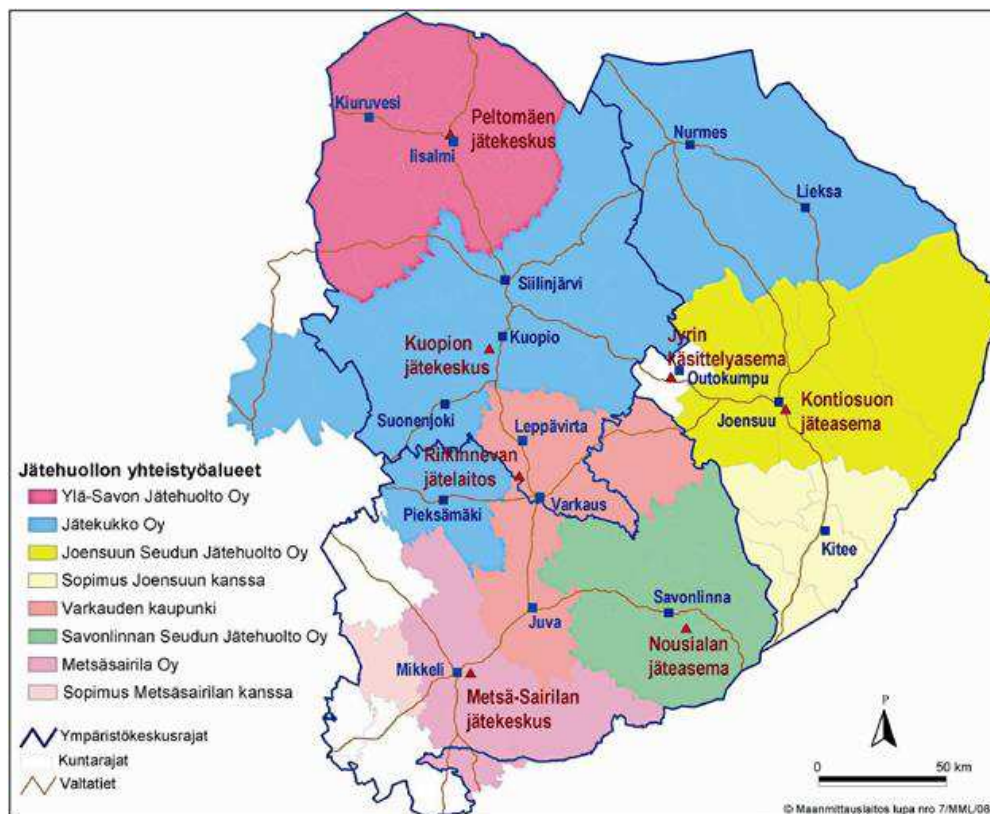 Kiuruvesi
Peltomäen
jätekeskus
Iisalmi
Nurmes
Lieksa
Siilinjärvi
Kuopio
Kuopion
jätekeskus
Jyrin
käsittelyasema
Outokumpu
Suonenjoki
Joensuu
Kontiosuon
jäteasema
Leppävirta
Riikinnevan
jätelaitos
Varkaus
Pieksämäki
Kitee
Savonlinna
Juva
Nousialan
jäteasema
Mikkeli
Metsä-Sairilan
jätekeskus
Jätehuollon yhteistyöalueet
Ylä-Savon Jätehuolto Oy
Jätekukko Oy
Joensuun Seudun Jätehuolto Oy
Sopimus Joensuun kanssa
Varkauden kaupunki
Savonlinnan Seudun Jätehuolto Oy
Metsäsairila Oy
Sopimus Metsäsairilan kanssa
Ympäristökeskusrajat
Kuntarajat
Valtatiet
P
0 50 km
© Maanmittauslaitos lupa nro 7/MML/08